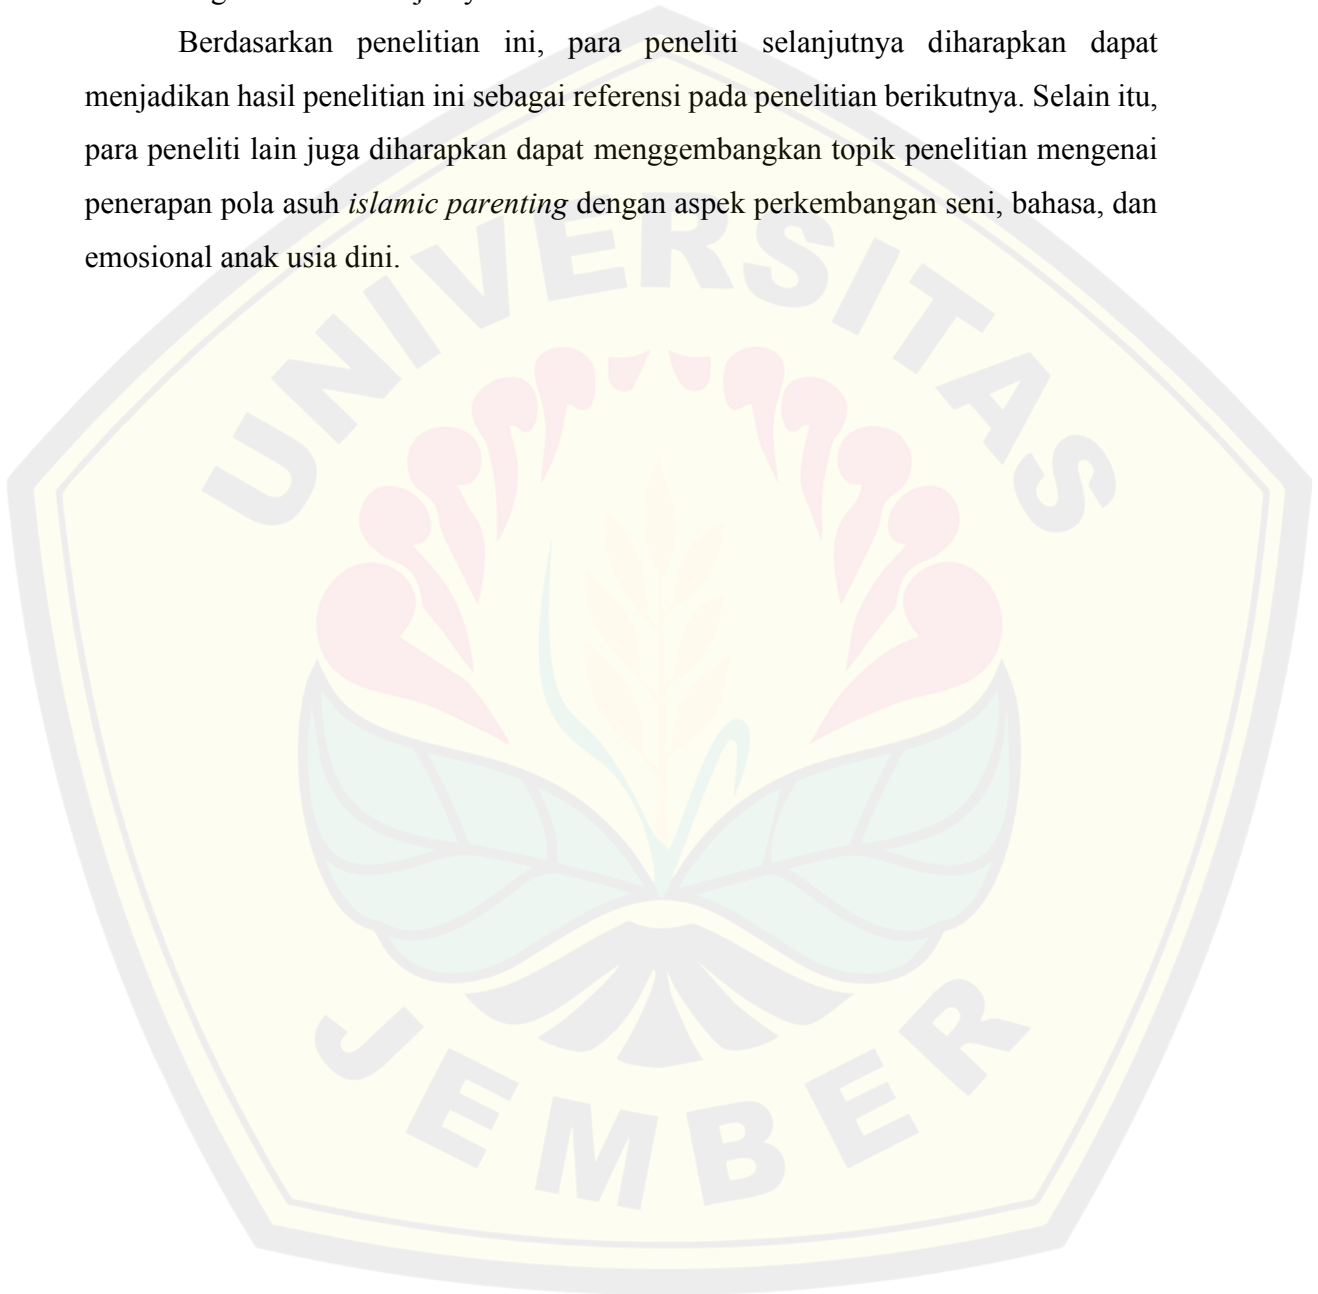 Berdasarkan penelitian ini, para peneliti selanjutnya diharapkan dapat
menjadikan hasil penelitian ini sebagai referensi pada penelitian berikutnya. Selain itu,
para peneliti lain juga diharapkan dapat menggembangkan topik penelitian mengenai
penerapan pola asuh islamic parenting dengan aspek perkembangan seni, bahasa, dan
emosional anak usia dini.
UNIVERSITAS
JEMBER